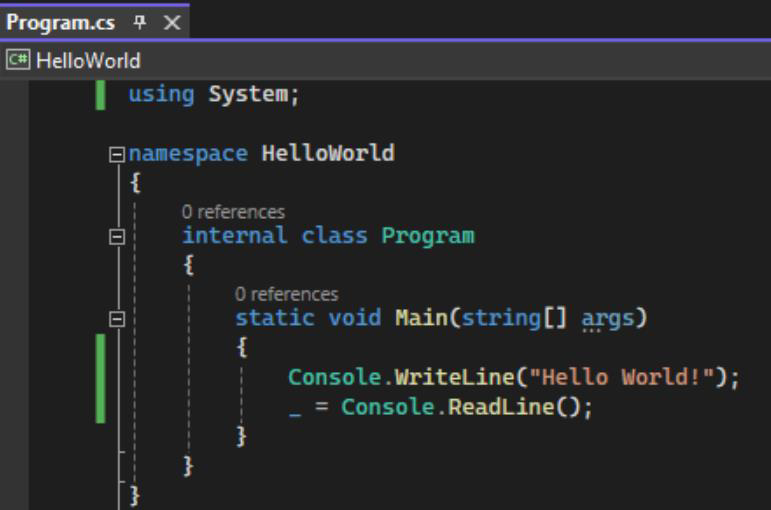 Program.cs
C# HelloWorld
using System;
namespace HelloWorld
{
0 references
internal class Program
{
0 references
static void Main(string[] args)
{
Console.WriteLine("Hello World!");
_ = Console.ReadLine();
}
}
}